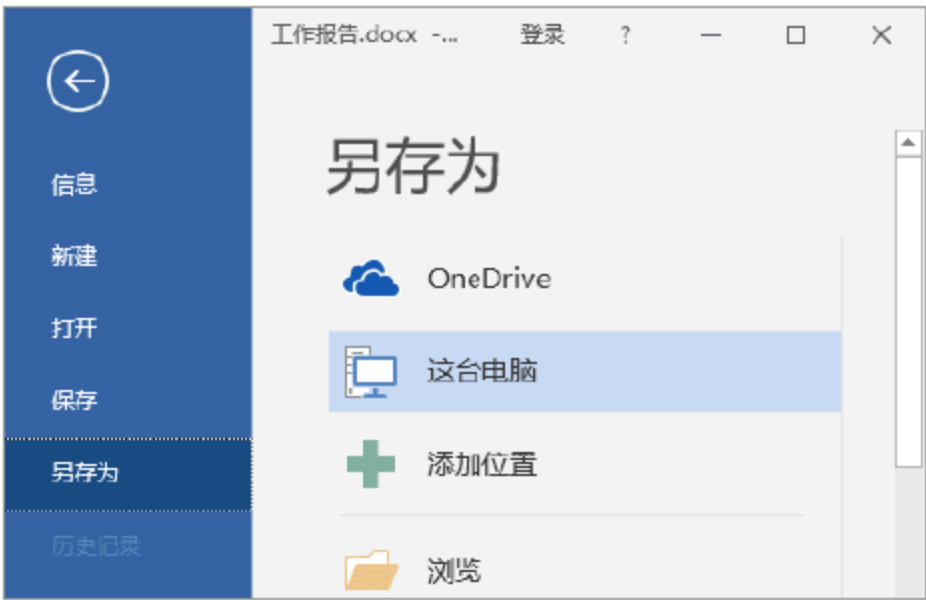 工作报告.docx -... 登录 ?
另存为
信息
新建
打开
保存
另存为
历史记录
OneDrive
这台电脑
添加位置
浏览